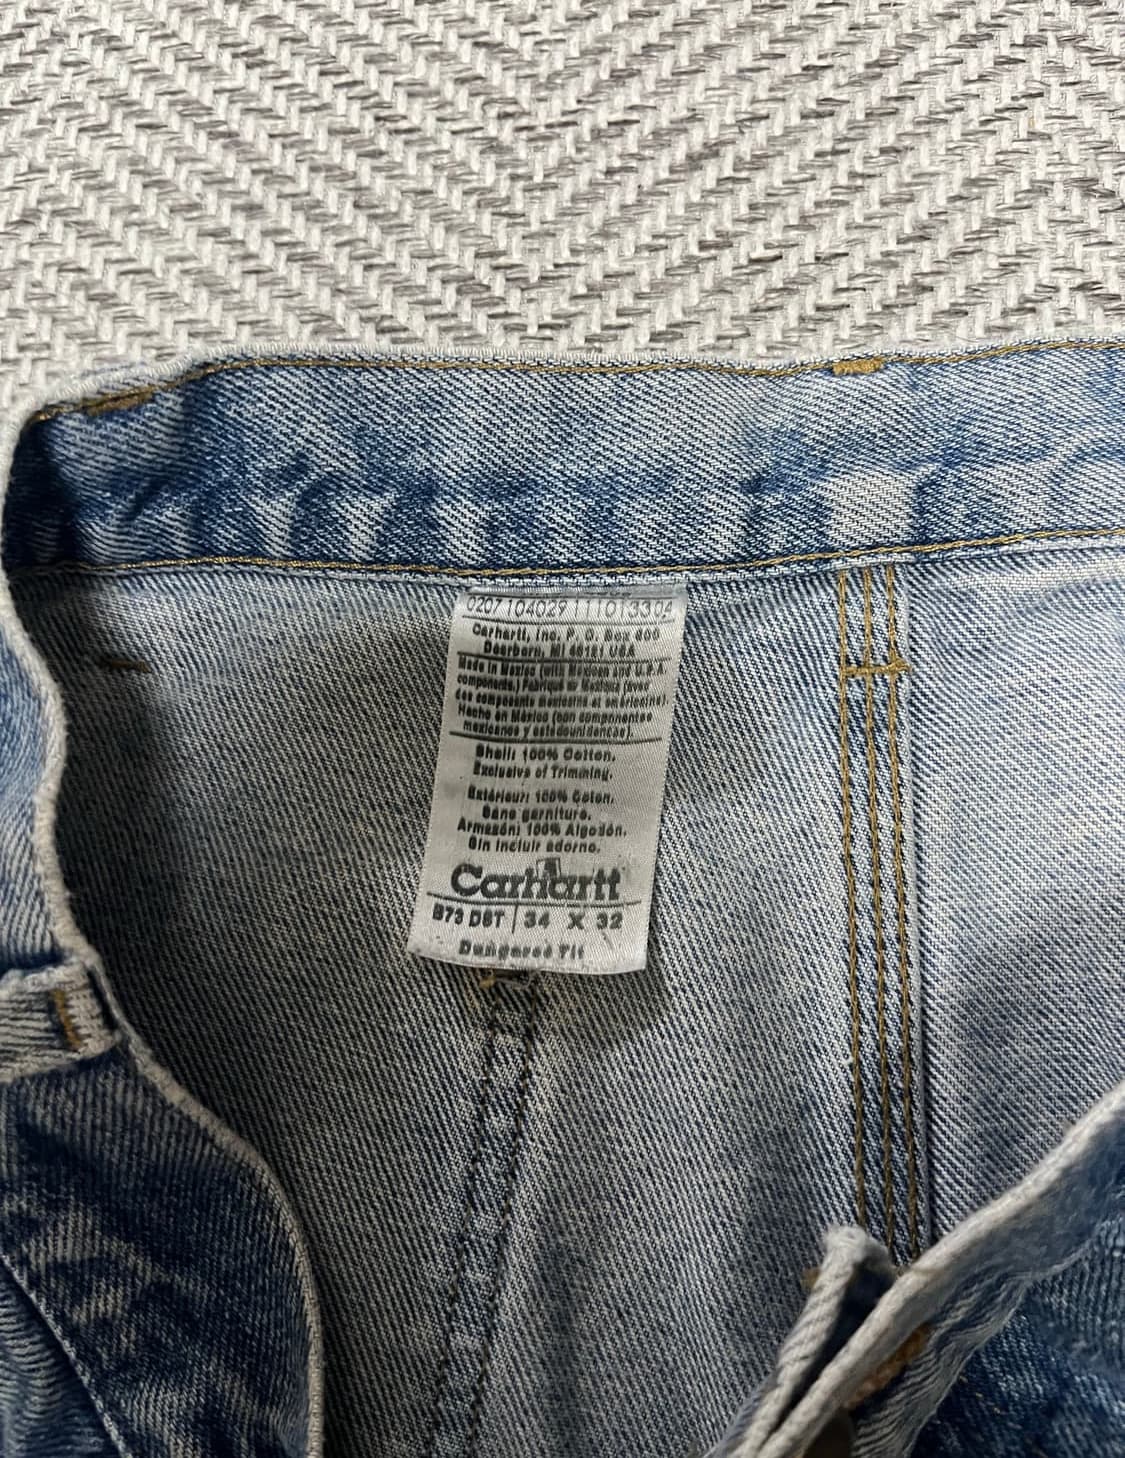 0207 104029 111013304
Carhartt, Inc. P. O. Box 600
Dearborn, MI 48121 USA
Made in Mexico (with Mexican and U.S.A.
components.) Fabriqué au Mexique (avec
des composants mexicains et américains).
Hecho en México (con componentes
mexicanos y estadounidenses).
Shell: 100% Cotton.
Exclusive of Trimming.
Extérieur: 100% Coton.
Sans garniture.
Armazón: 100% Algodón.
Sin incluir adorno.
Carhartt
B73 DST 34 X 32
Dungaree Fit